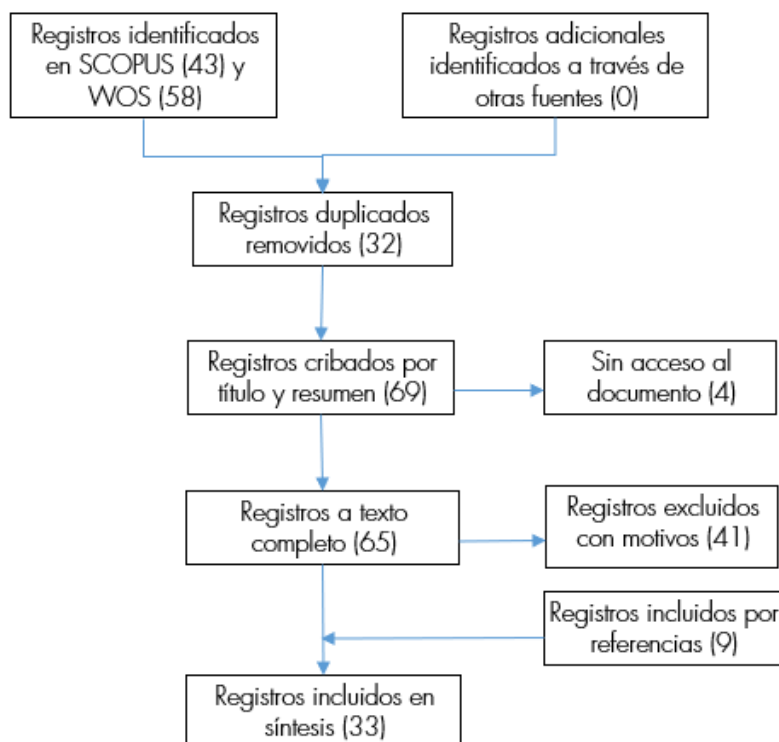 Registros identificados
en SCOPUS (43) y
WOS (58)
Registros adicionales
identificados a través de
otras fuentes (0)
Registros duplicados
removidos (32)
Registros cribados por
título y resumen (69)
Sin acceso al
documento (4)
Registros a texto
completo (65)
Registros excluidos
con motivos (41)
Registros incluidos por
referencias (9)
Registros incluidos en
síntesis (33)